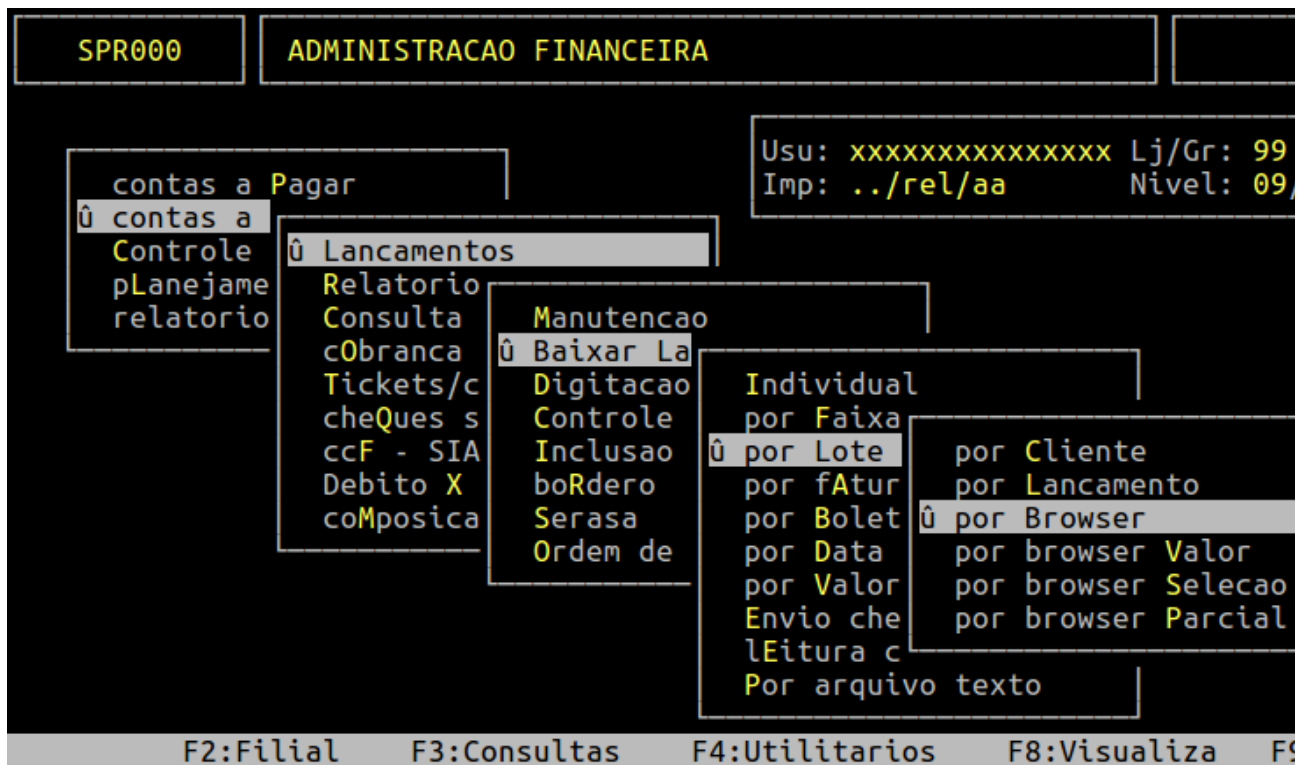 SPR000
ADMINISTRACAO FINANCEIRA
Usu: xxxxxxxxxxxxxxx Lj/Gr: 99
Imp: ../rel/aa Nivel: 09/
contas a Pagar
û contas a
Controle
pLanejame
relatorio
û Lancamentos
Relatorio
Consulta
cObranca
Tickets/c
cheQues s
ccF - SIA
Debito X
coMposica
Manutencao
û Baixar La
Digitacao
Controle
Inclusao
boRdero
Serasa
Ordem de
Individual
por Faixa
û por Lote
por fAtur
por Bolet
por Data
por Valor
Envio che
lEitura c
Por arquivo texto
por Cliente
por Lancamento
û por Browser
por browser Valor
por browser Selecao
por browser Parcial
F2:Filial F3:Consultas F4:Utilitarios F8:Visualiza